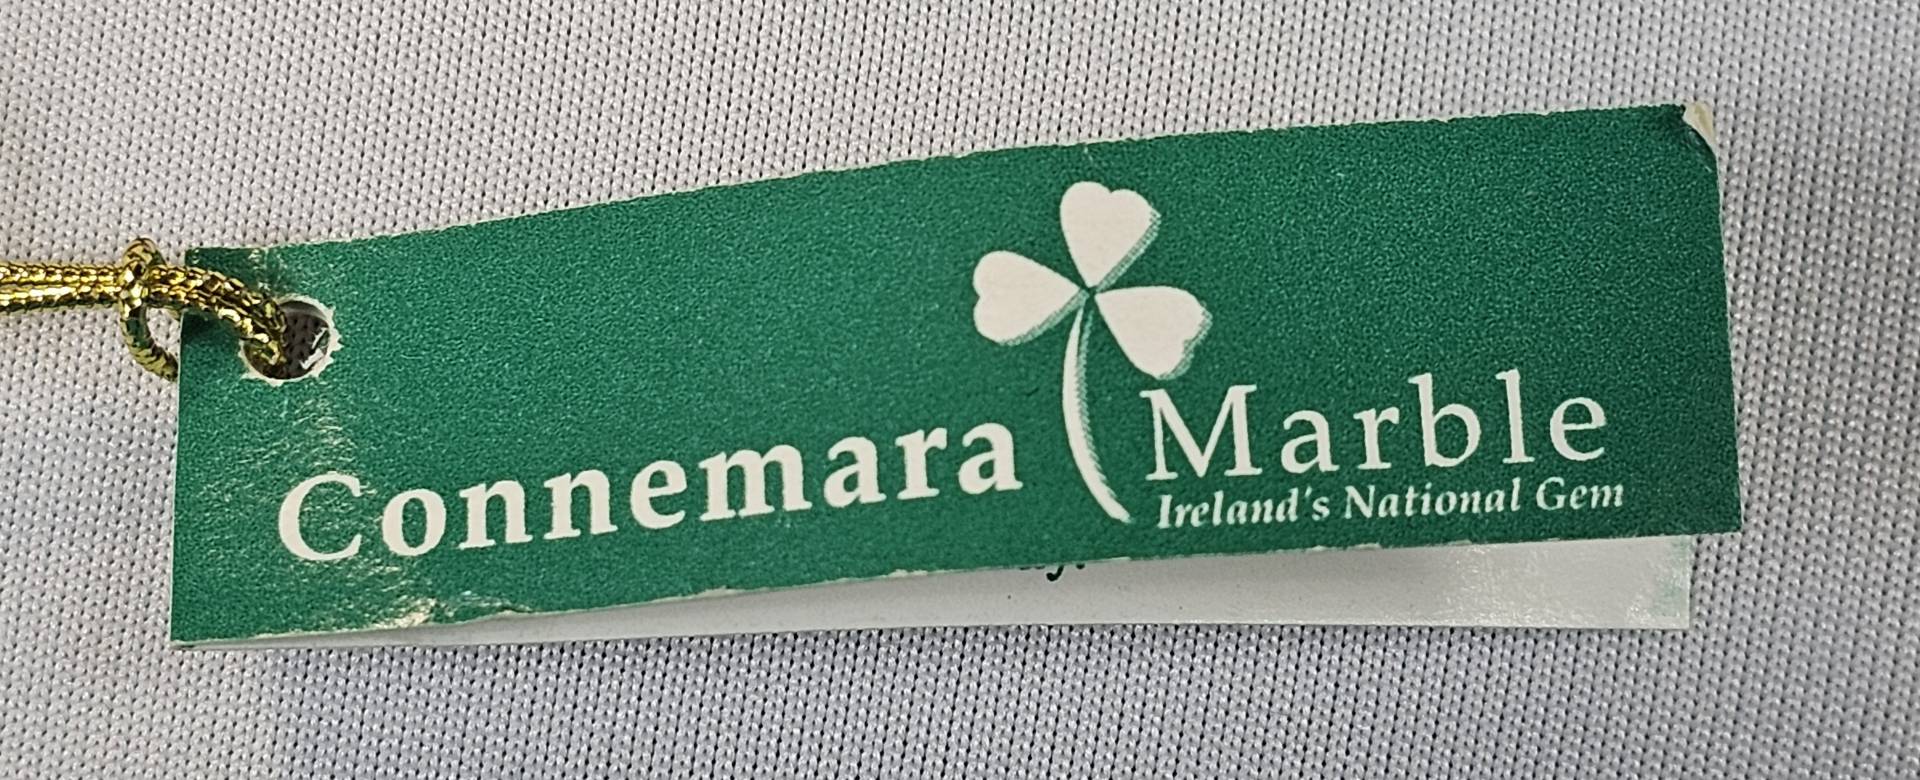 Connemara Marble
Ireland's National Gem